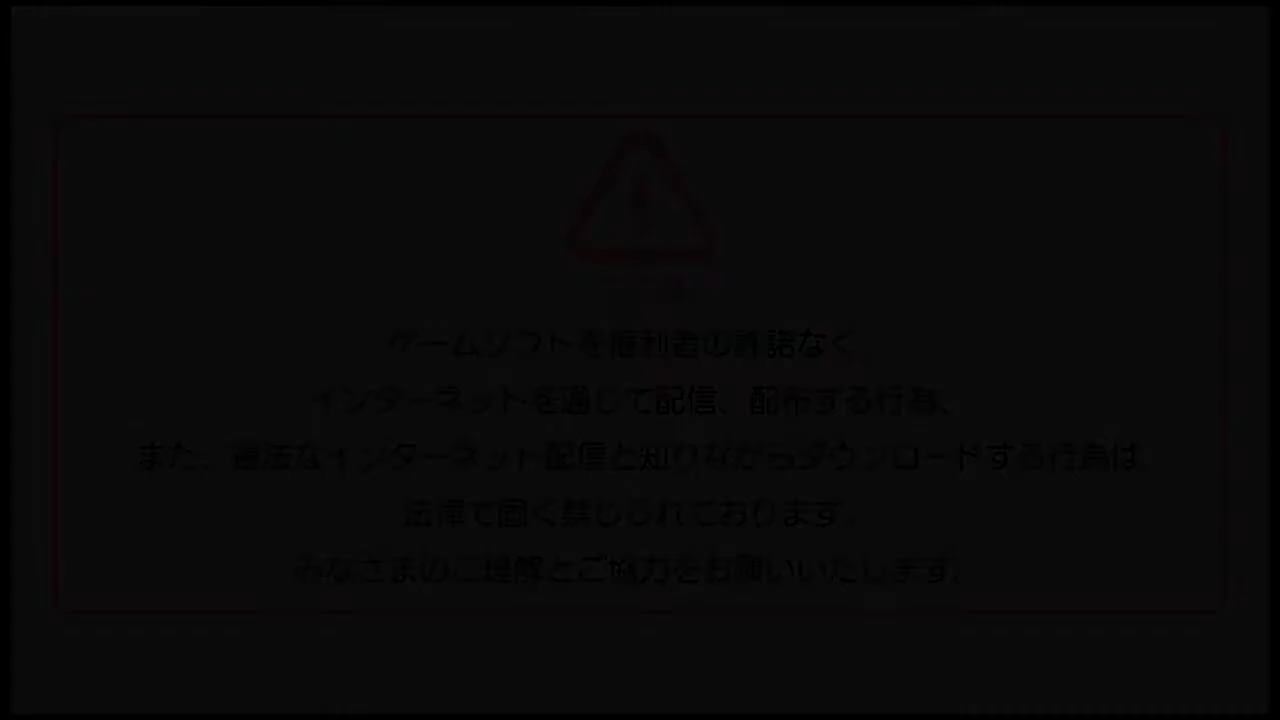 ゲームソフトを権利者の許諾なく
インターネットを通じて配信、配布する行為、
また、違法なインターネット配信と知りながらダウンロードする行為は
法律で固く禁じられております。
みなさまのご理解とご協力をお願いいたします。